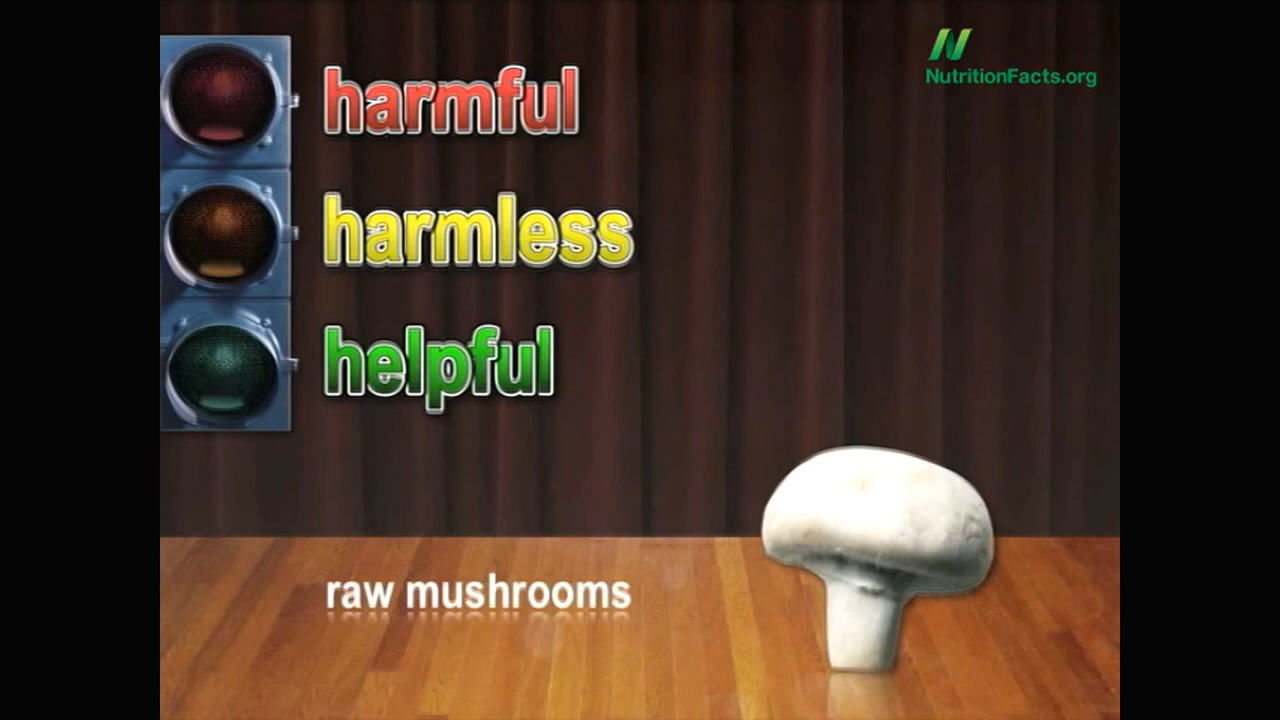 harmful
NutritionFacts.org
harmless
helpful
raw mushrooms